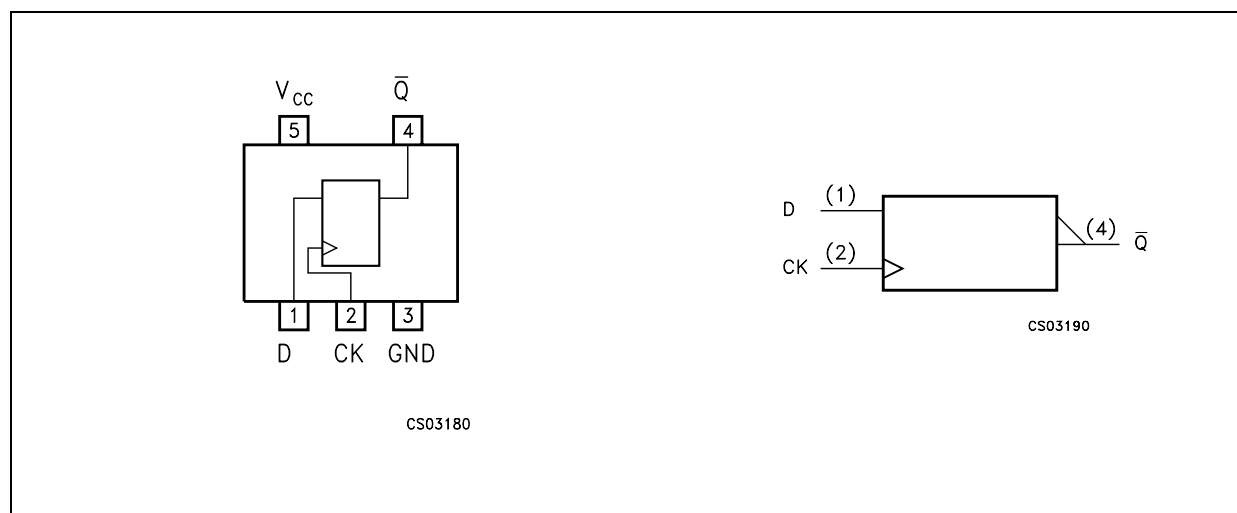 V_CC Q̅
5 4
1 2 3
D CK GND
CS03180
D (1)
CK (2)
(4) Q̅
CS03190